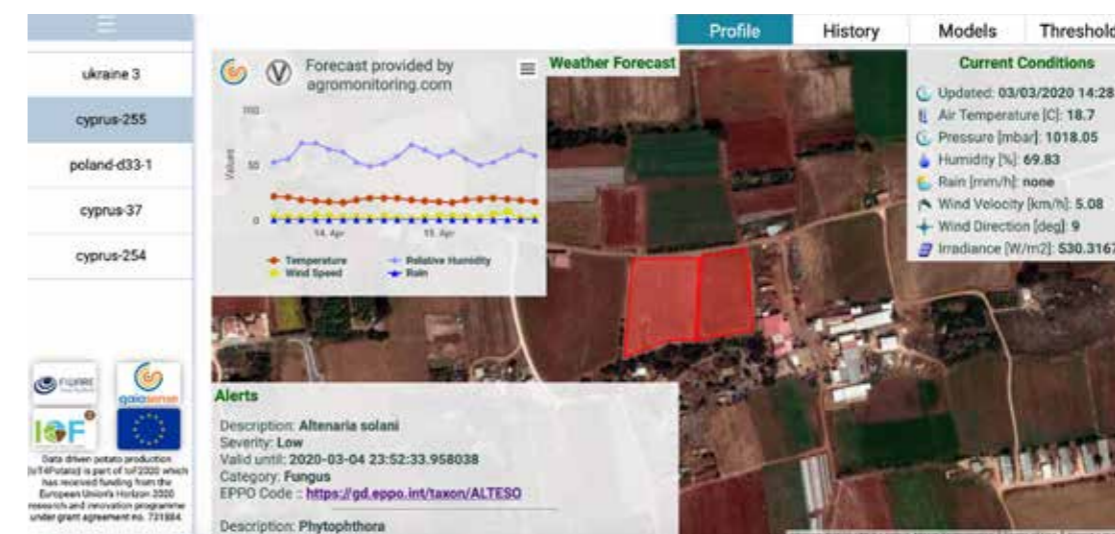 Profile
History
Models
Threshold
ukraine 3
cyprus-255
poland-d33-1
cyprus-37
cyprus-254
Forecast provided by
agromonitoring.com
Weather Forecast
100
50
0
Values
14. Apr
15. Apr
Temperature
Relative Humidity
Wind Speed
Rain
Current Conditions
Updated: 03/03/2020 14:28
Air Temperature [C]: 18.7
Pressure [mbar]: 1018.05
Humidity [%]: 69.83
Rain [mm/h]: none
Wind Velocity [km/h]: 5.08
Wind Direction [deg]: 9
Irradiance [W/m2]: 530.3167
FIWARE
gaiasense
IOF
Data driven potato production
(IoT4Potato) is part of IoF2020 which
has received funding from the
European Union's Horizon 2020
research and innovation programme
under grant agreement no. 731884.
Alerts
Description: Altenaria solani
Severity: Low
Valid until: 2020-03-04 23:52:33.958038
Category: Fungus
EPPO Code :: https://gd.eppo.int/taxon/ALTESO
Description: Phytophthora